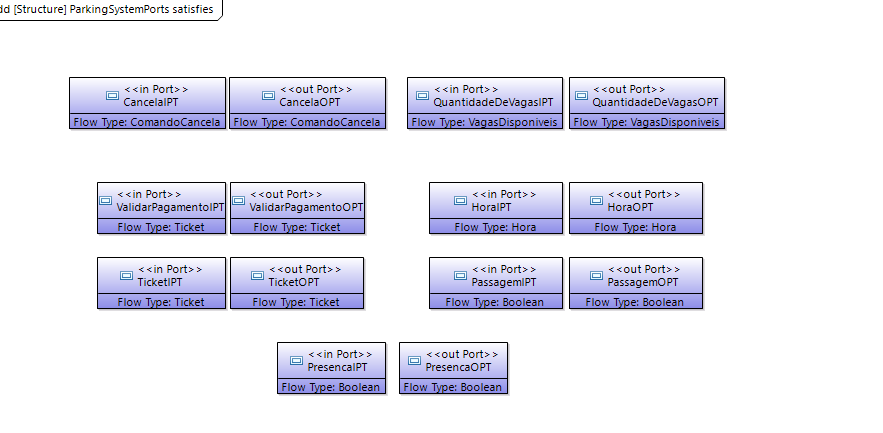 dd [Structure] ParkingSystemPorts satisfies
<<in Port>>
CancelaIPT
Flow Type: ComandoCancela
<<out Port>>
CancelaOPT
Flow Type: ComandoCancela
<<in Port>>
QuantidadeDeVagasIPT
Flow Type: VagasDisponiveis
<<out Port>>
QuantidadeDeVagasOPT
Flow Type: VagasDisponiveis
<<in Port>>
ValidarPagamentoIPT
Flow Type: Ticket
<<out Port>>
ValidarPagamentoOPT
Flow Type: Ticket
<<in Port>>
HoraIPT
Flow Type: Hora
<<out Port>>
HoraOPT
Flow Type: Hora
<<in Port>>
TicketIPT
Flow Type: Ticket
<<out Port>>
TicketOPT
Flow Type: Ticket
<<in Port>>
PassagemIPT
Flow Type: Boolean
<<out Port>>
PassagemOPT
Flow Type: Boolean
<<in Port>>
PresencaIPT
Flow Type: Boolean
<<out Port>>
PresencaOPT
Flow Type: Boolean